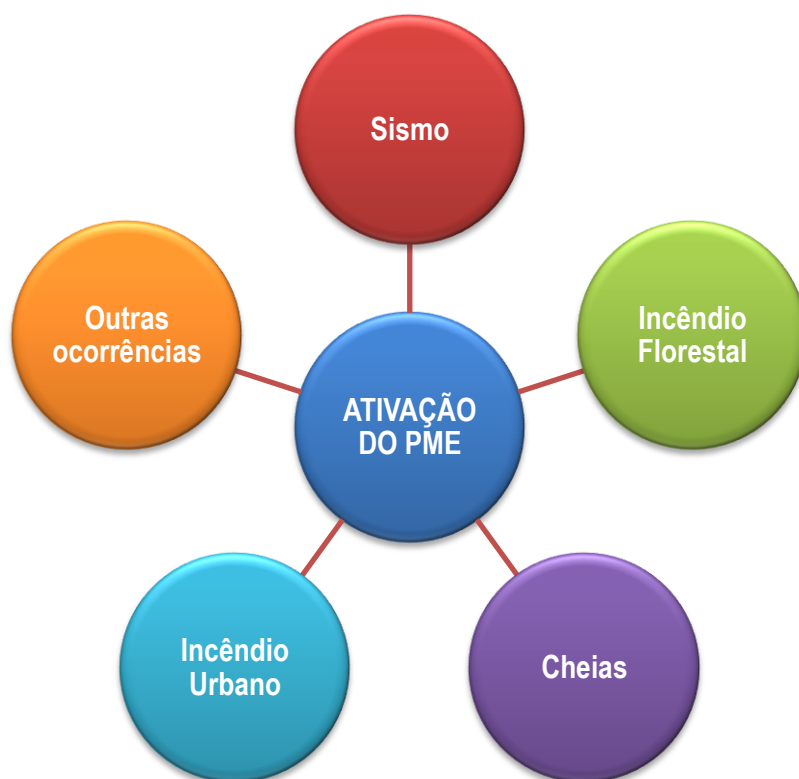 Sismo
Outras
ocorrências
Incêndio
Florestal
ATIVAÇÃO
DO PME
Incêndio
Urbano
Cheias